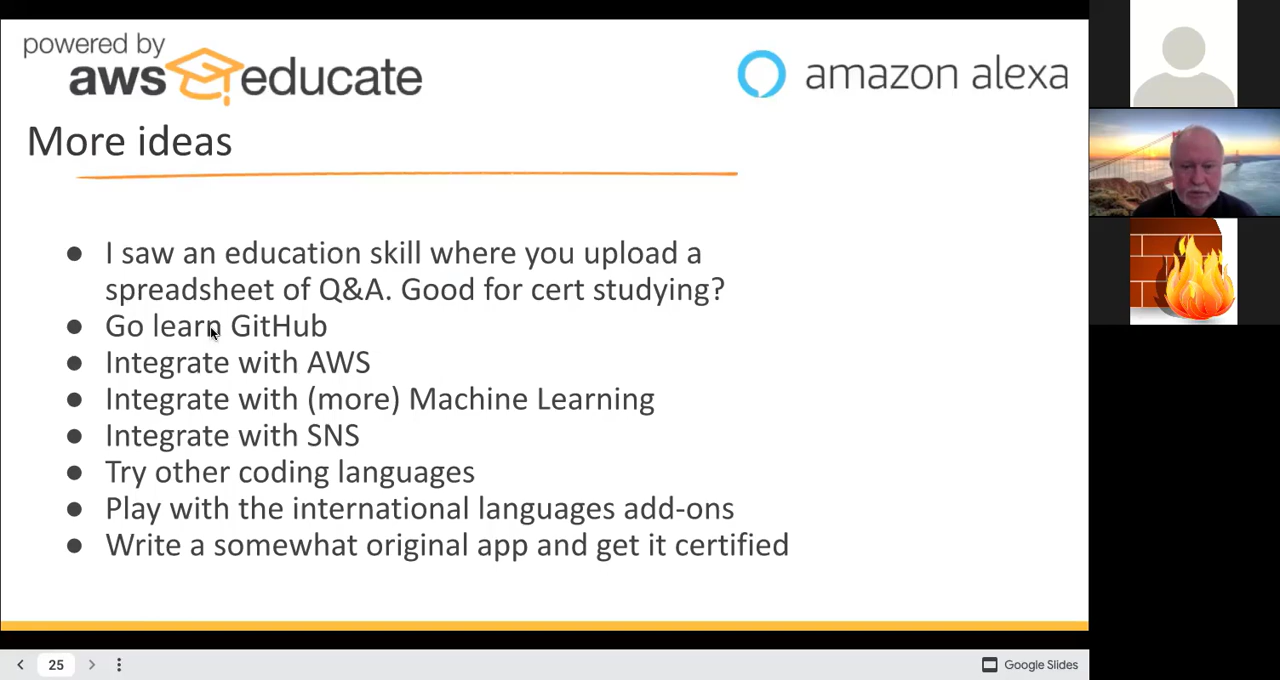 powered by
aws educate
amazon alexa
More ideas
● I saw an education skill where you upload a
spreadsheet of Q&A. Good for cert studying?
● Go learn GitHub
● Integrate with AWS
● Integrate with (more) Machine Learning
● Integrate with SNS
● Try other coding languages
● Play with the international languages add-ons
● Write a somewhat original app and get it certified
25
Google Slides